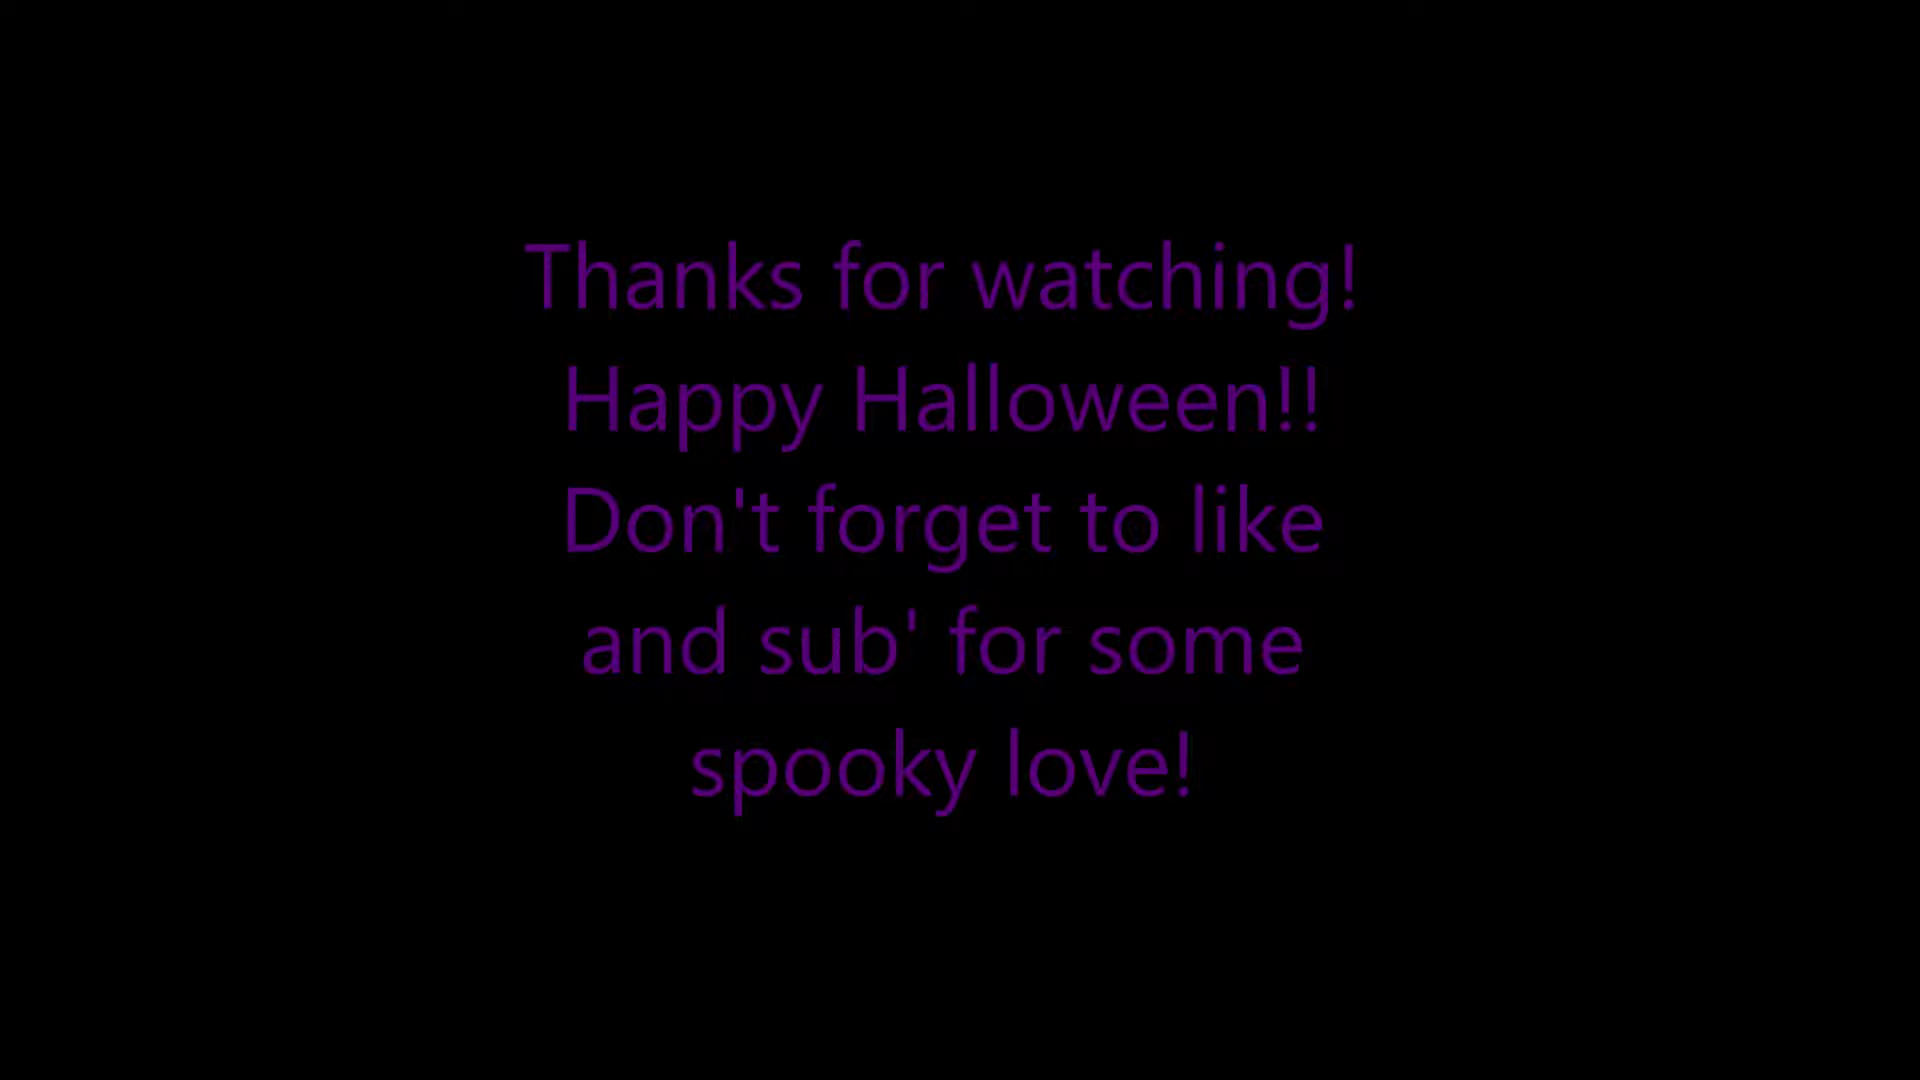 Thanks for watching!
Happy Halloween!!
Don't forget to like
and sub' for some
spooky love!